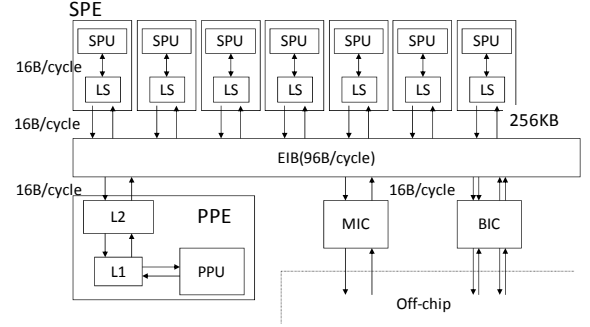 SPE
SPU SPU SPU SPU SPU SPU SPU
16B/cycle
LS LS LS LS LS LS LS
16B/cycle
256KB
EIB(96B/cycle)
16B/cycle 16B/cycle
L2 PPE MIC BIC
L1 PPU
Off-chip